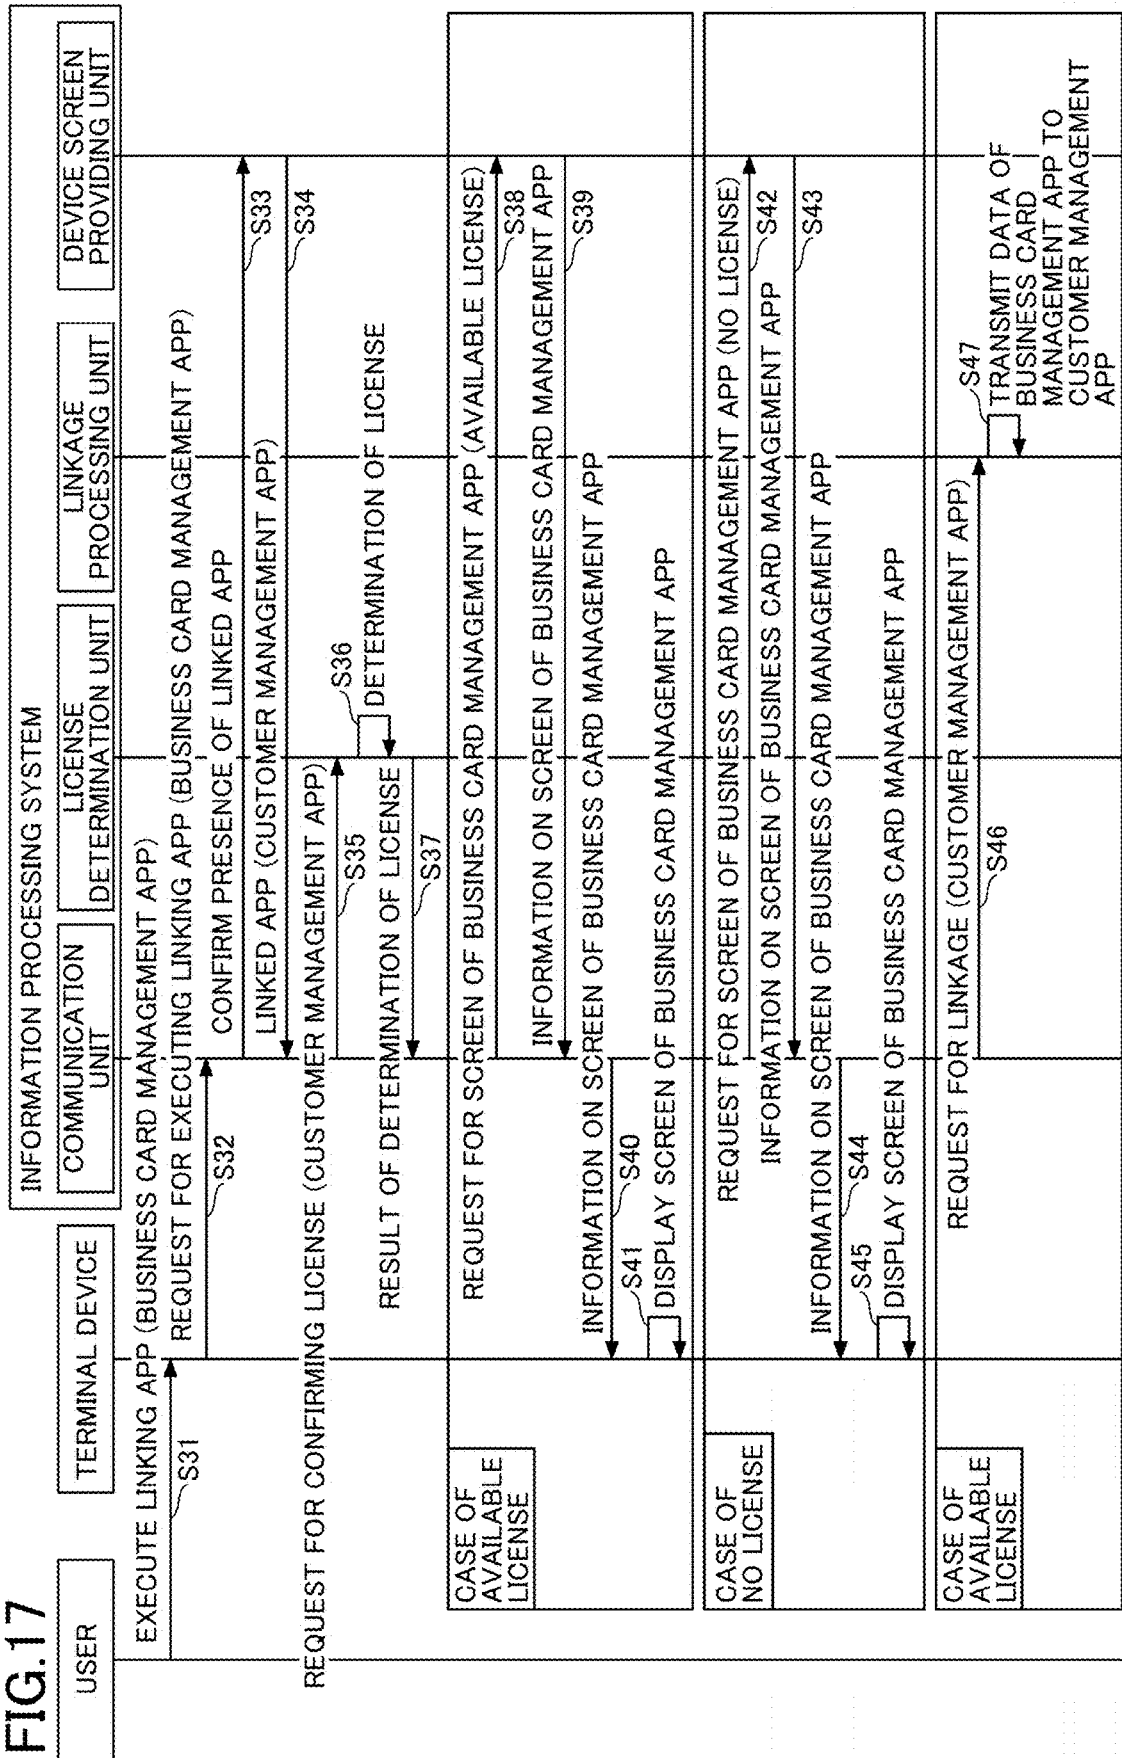 FIG.17
INFORMATION PROCESSING SYSTEM
USER
TERMINAL DEVICE
COMMUNICATION
UNIT
LICENSE
DETERMINATION UNIT
LINKAGE
PROCESSING UNIT
DEVICE SCREEN
PROVIDING UNIT
EXECUTE LINKING APP (BUSINESS CARD MANAGEMENT APP)
S31
REQUEST FOR EXECUTING LINKING APP (BUSINESS CARD MANAGEMENT APP)
S32
CONFIRM PRESENCE OF LINKED APP
S33
LINKED APP (CUSTOMER MANAGEMENT APP)
S34
REQUEST FOR CONFIRMING LICENSE (CUSTOMER MANAGEMENT APP)
S35
S36
DETERMINATION OF LICENSE
RESULT OF DETERMINATION OF LICENSE
S37
CASE OF
AVAILABLE
LICENSE
REQUEST FOR SCREEN OF BUSINESS CARD MANAGEMENT APP (AVAILABLE LICENSE)
S38
INFORMATION ON SCREEN OF BUSINESS CARD MANAGEMENT APP
S39
INFORMATION ON SCREEN OF BUSINESS CARD MANAGEMENT APP
S40
S41
DISPLAY SCREEN OF BUSINESS CARD MANAGEMENT APP
CASE OF
NO LICENSE
REQUEST FOR SCREEN OF BUSINESS CARD MANAGEMENT APP (NO LICENSE)
S42
INFORMATION ON SCREEN OF BUSINESS CARD MANAGEMENT APP
S43
INFORMATION ON SCREEN OF BUSINESS CARD MANAGEMENT APP
S44
S45
DISPLAY SCREEN OF BUSINESS CARD MANAGEMENT APP
CASE OF
AVAILABLE
LICENSE
REQUEST FOR LINKAGE (CUSTOMER MANAGEMENT APP)
S46
S47
TRANSMIT DATA OF
BUSINESS CARD
MANAGEMENT APP TO
CUSTOMER MANAGEMENT
APP